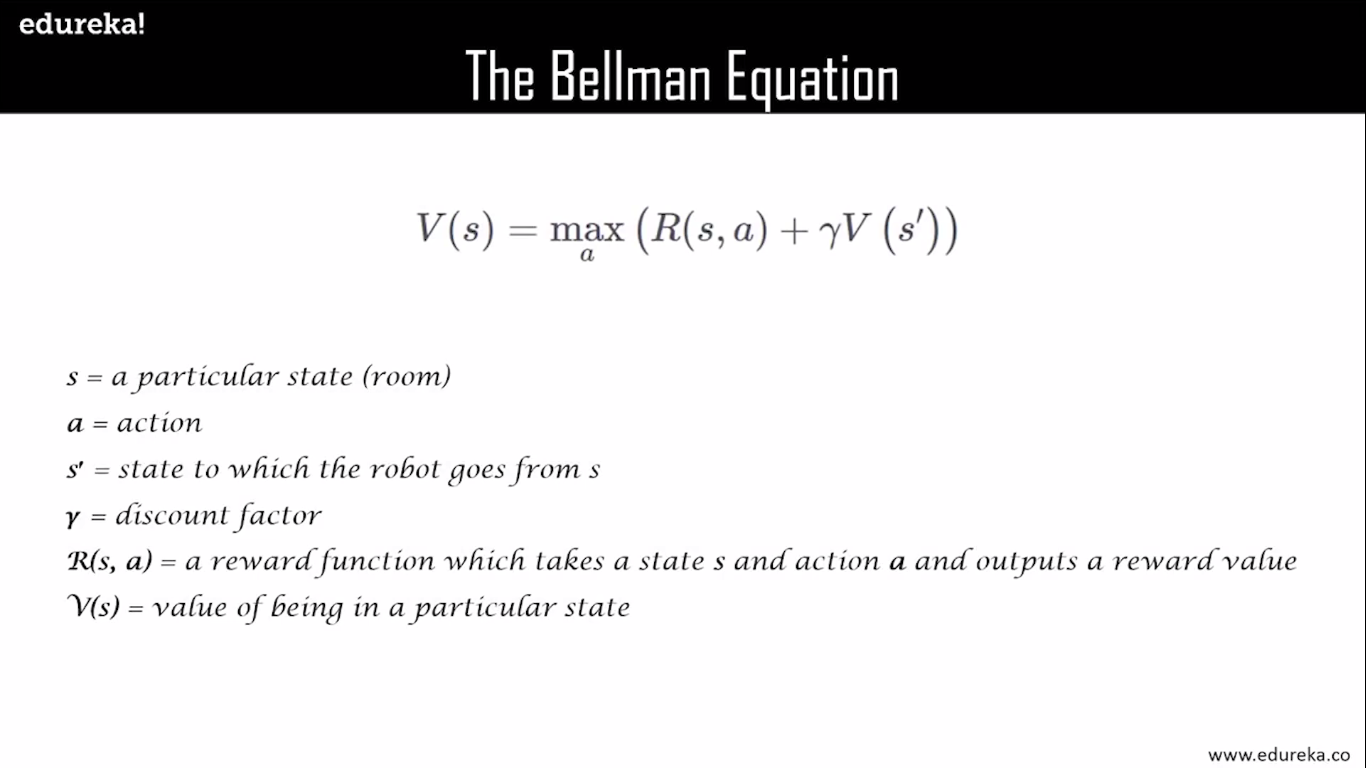 edureka!
The Bellman Equation
V(s) = max (R(s, a) + γV (s′))
a
s = a particular state (room)
a = action
s' = state to which the robot goes from s
γ = discount factor
R(s, a) = a reward function which takes a state s and action a and outputs a reward value
V(s) = value of being in a particular state
www.edureka.co